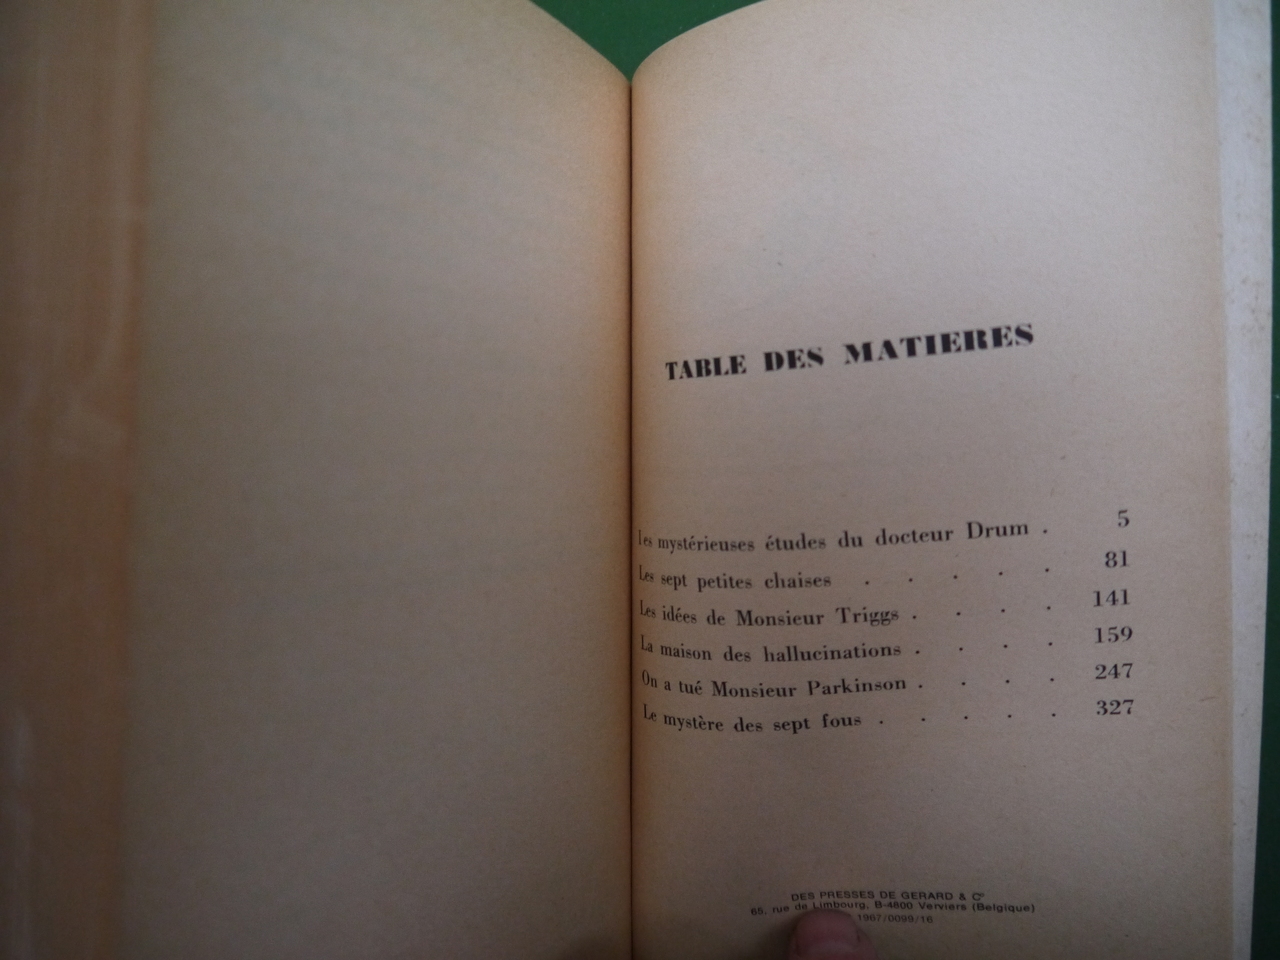 TABLE DES MATIERES
Les mystérieuses études du docteur Drum . 5
Les sept petites chaises . . . . . 81
Les idées de Monsieur Triggs . . . . 141
La maison des hallucinations . . . . 159
On a tué Monsieur Parkinson . . . . 247
Le mystère des sept fous . . . . . 327
DES PRESSES DE GERARD & C°
65, rue de Limbourg, B-4800 Verviers (Belgique)
1967/0099/16